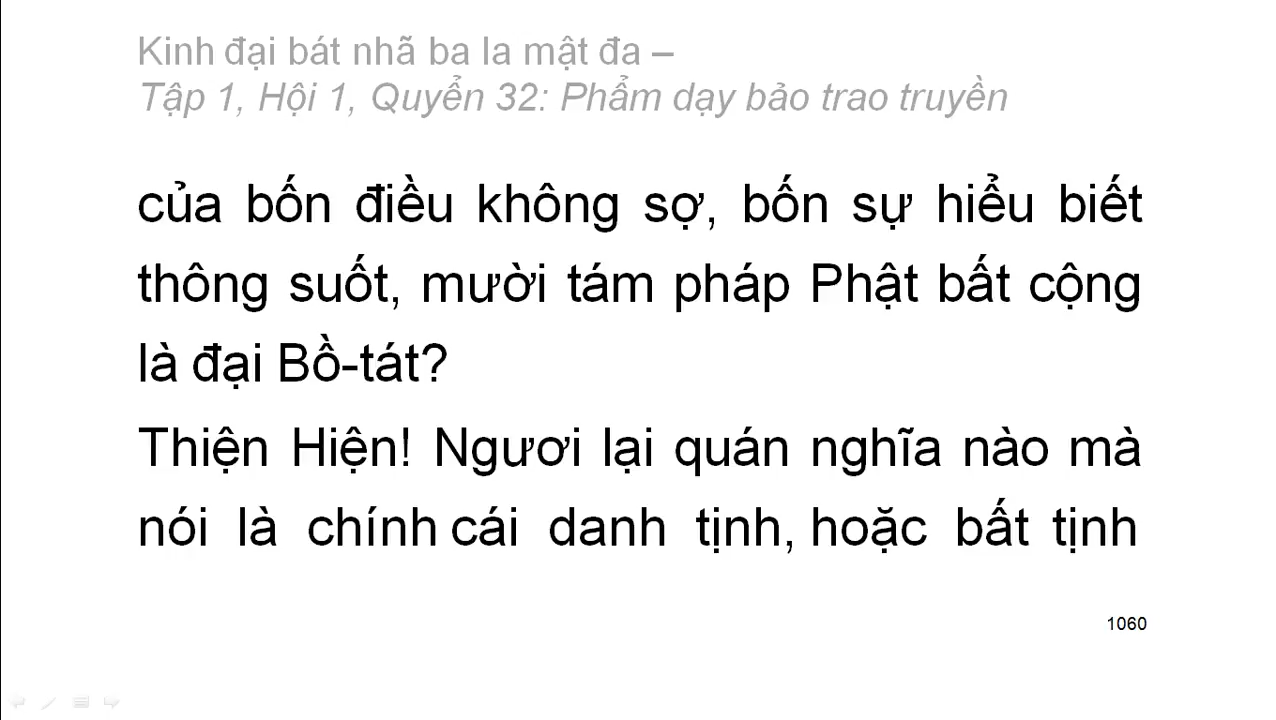 Kinh đại bát nhã ba la mật đa –
Tập 1, Hội 1, Quyển 32: Phẩm dạy bảo trao truyền
của bốn điều không sợ, bốn sự hiểu biết
thông suốt, mười tám pháp Phật bất cộng
là đại Bồ-tát?
Thiện Hiện! Ngươi lại quán nghĩa nào mà
nói là chính cái danh tịnh, hoặc bất tịnh
1060